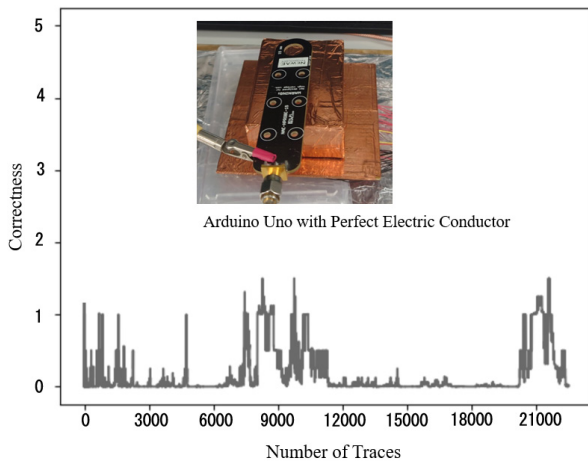 5
4
3
2
1
0
Correctness
Arduino Uno with Perfect Electric Conductor
0 3000 6000 9000 12000 15000 18000 21000
Number of Traces